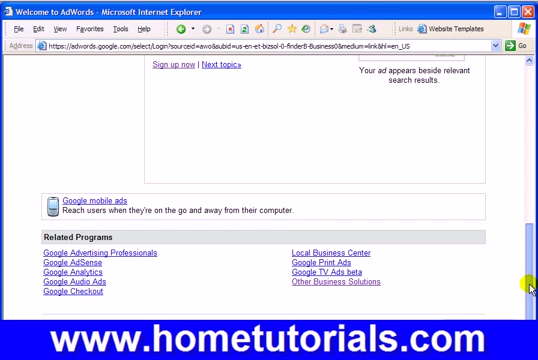 Welcome to AdWords - Microsoft Internet Explorer
File Edit View Favorites Tools Help Links Website Templates
Address https://adwords.google.com/select/Login?sourceid=awo&subid=us-en-et-bizsol-0-finderB-Business0&medium=link&hl=en_US Go
Sign up now | Next topic»
Your ad appears beside relevant
search results.
Google mobile ads
Reach users when they're on the go and away from their computer.
Related Programs
Google Advertising Professionals Local Business Center
Google AdSense Google Print Ads
Google Analytics Google TV Ads beta
Google Audio Ads Other Business Solutions
Google Checkout
www.hometutorials.com